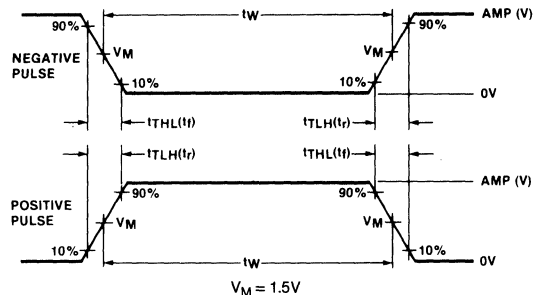 tW
AMP (V)
90%
90%
VM
VM
NEGATIVE
PULSE
10%
10%
0V
tTHL(tf)
tTLH(tr)
tTLH(tr)
tTHL(tf)
AMP (V)
90%
90%
POSITIVE
PULSE
VM
VM
10%
10%
tW
0V
VM = 1.5V